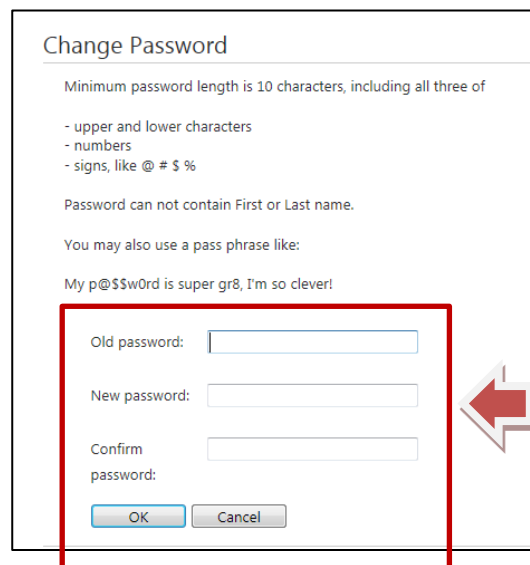 Change Password
Minimum password length is 10 characters, including all three of
- upper and lower characters
- numbers
- signs, like @ # $ %
Password can not contain First or Last name.
You may also use a pass phrase like:
My p@$$w0rd is super gr8, I'm so clever!
Old password:
New password:
Confirm
password:
OK Cancel